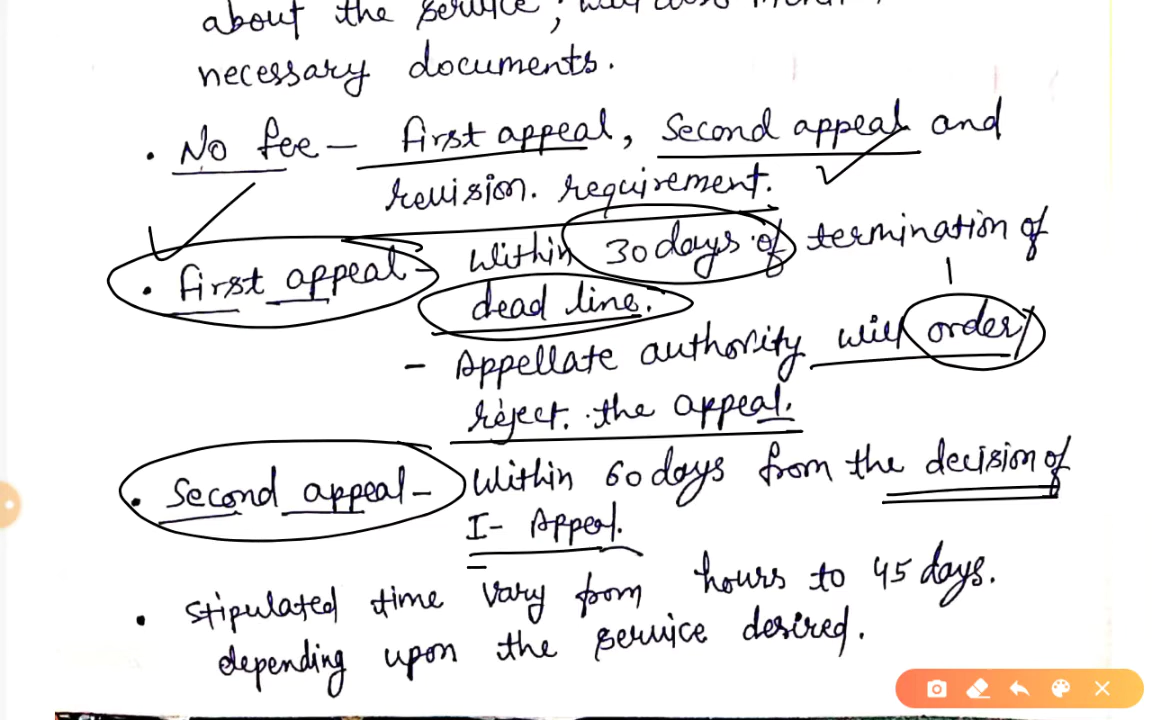 about the service,
necessary documents.
• No fee – first appeal, Second appeal and
revision. requirement.
• first appeal – Within 30 days of termination of
dead line.
– Appellate authority will order/
reject. the appeal.
• Second appeal – Within 60 days from the decision of
I - Appeal.
• Stipulated time vary from hours to 45 days.
depending upon the service desired.